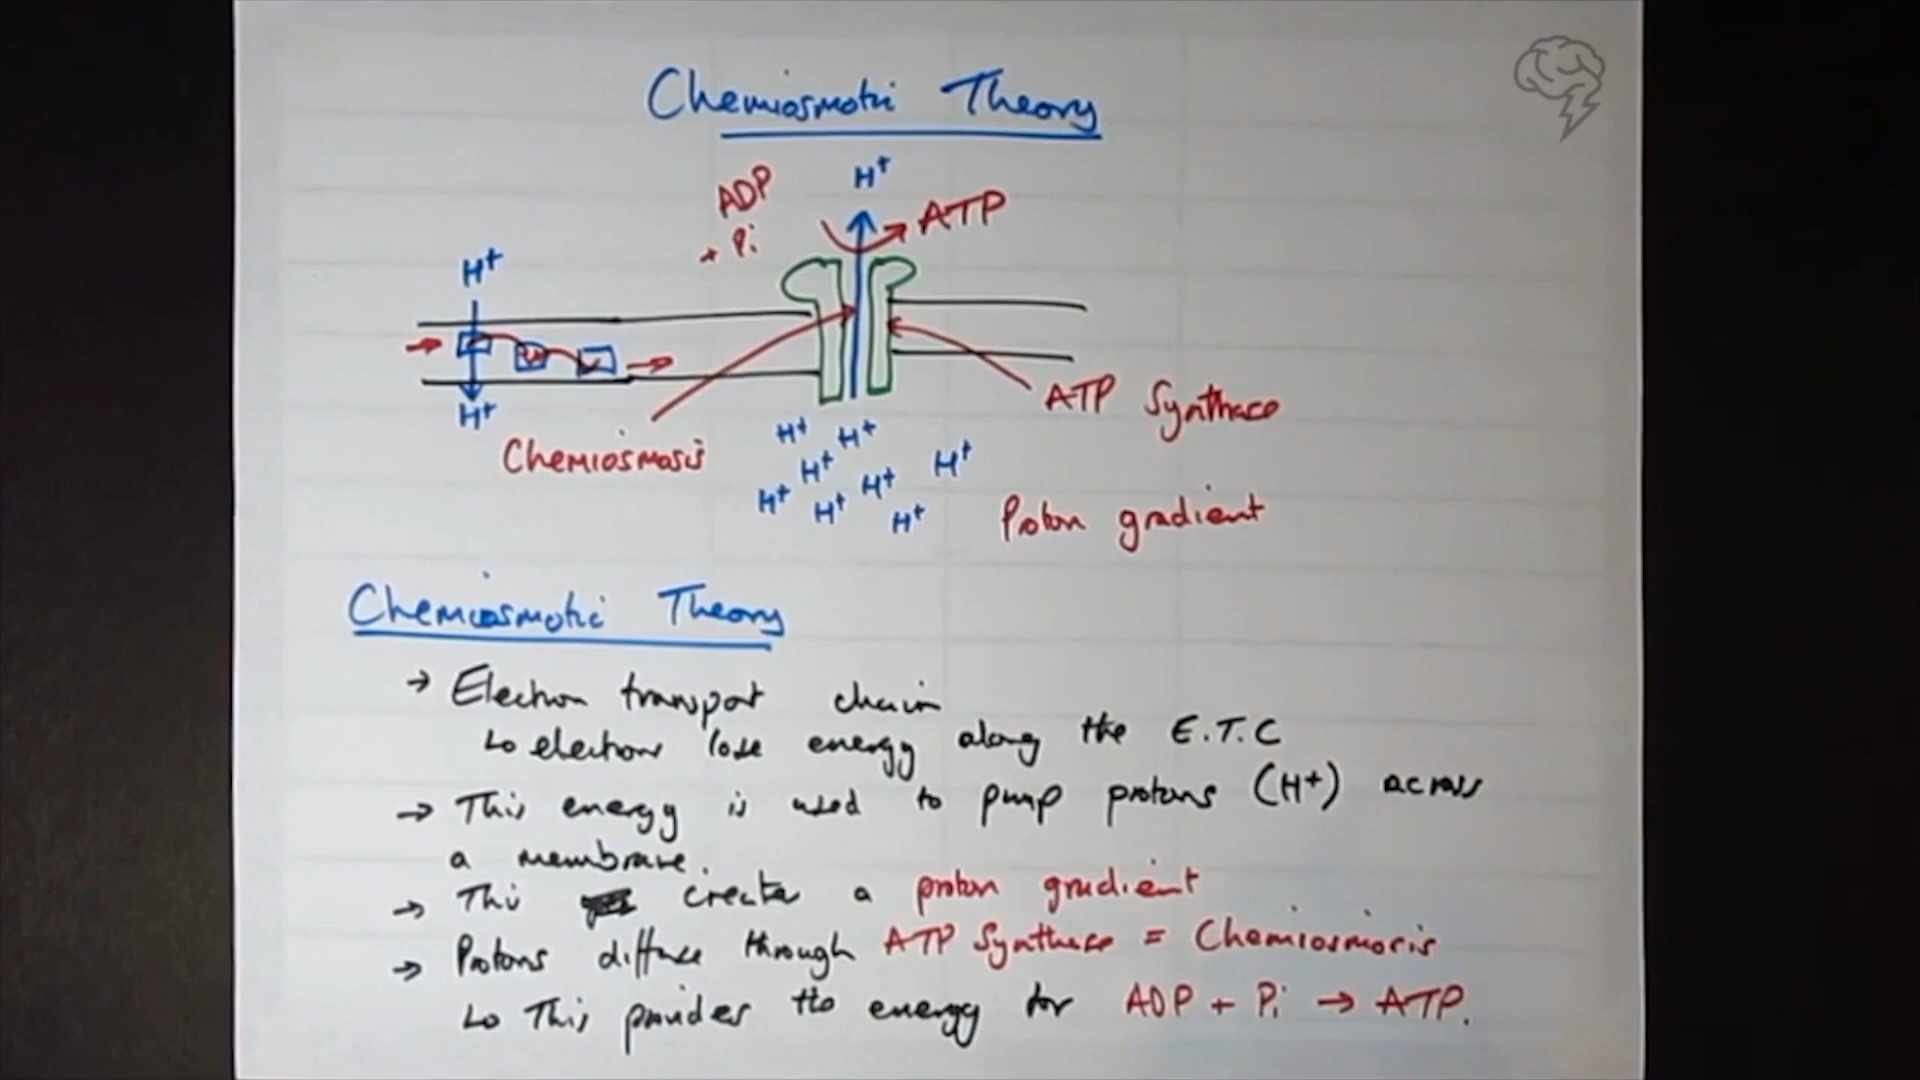 Chemiosmotic Theory
H+
ADP
+ Pi
ATP
H+
H+
ATP Synthase
Chemiosmosis
H+ H+
H+ H+ H+
H+ H+ H+
Proton gradient
Chemiosmotic Theory
→ Electron transport chain
↳ electrons lose energy along the E.T.C
→ This energy is used to pump protons (H+) across
a membrane.
→ This creates a proton gradient
→ Protons diffuse through ATP Synthase = Chemiosmosis
↳ This provides the energy for ADP + Pi → ATP.